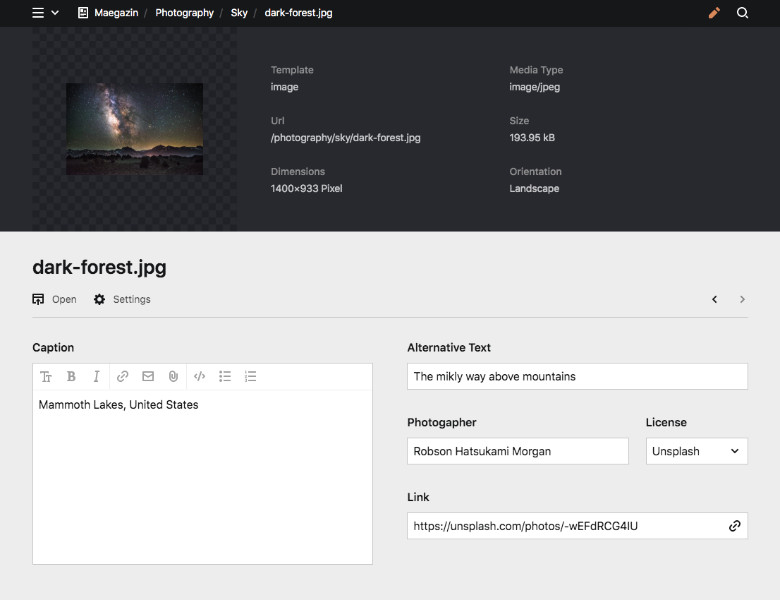 Maegazin / Photography / Sky / dark-forest.jpg
Template
image
Media Type
image/jpeg
Url
/photography/sky/dark-forest.jpg
Size
193.95 kB
Dimensions
1400×933 Pixel
Orientation
Landscape
dark-forest.jpg
Open Settings
Caption
Mammoth Lakes, United States
Alternative Text
The mikly way above mountains
Photogapher
Robson Hatsukami Morgan
License
Unsplash
Link
https://unsplash.com/photos/-wEFdRCG4IU